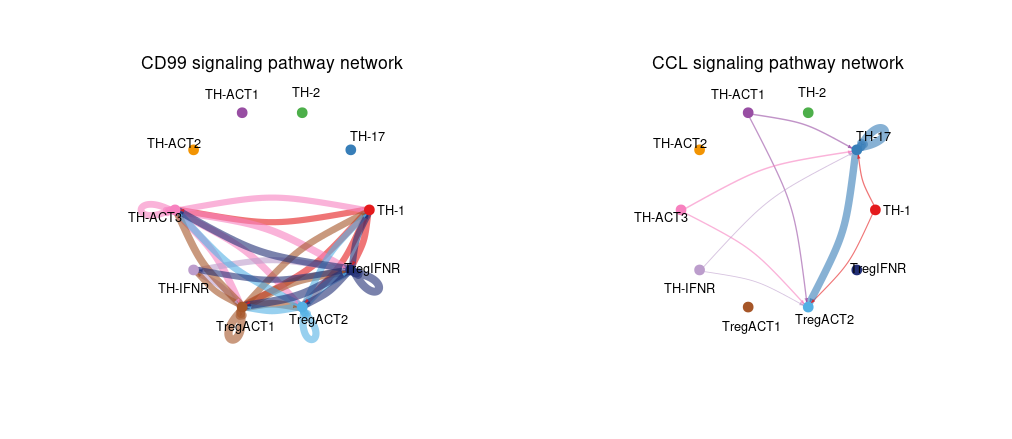 CD99 signaling pathway network
TH-ACT1
TH-2
TH-ACT2
TH-17
TH-ACT3
TH-1
TH-IFNR
TregIFNR
TregACT1
TregACT2
CCL signaling pathway network
TH-ACT1
TH-2
TH-ACT2
TH-17
TH-ACT3
TH-1
TH-IFNR
TregIFNR
TregACT1
TregACT2